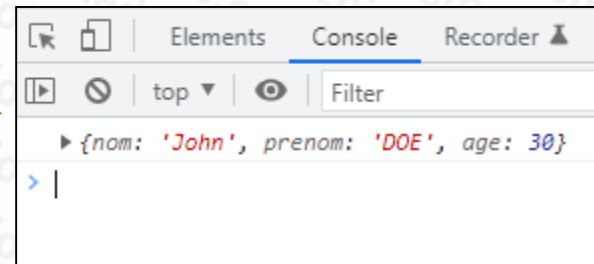 Elements Console Recorder
top Filter
{nom: 'John', prenom: 'DOE', age: 30}
>